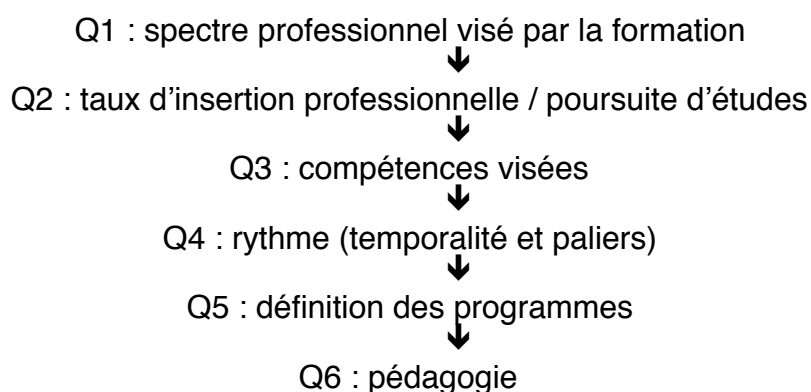 Q1 : spectre professionnel visé par la formation
Q2 : taux d'insertion professionnelle / poursuite d'études
Q3 : compétences visées
Q4 : rythme (temporalité et paliers)
Q5 : définition des programmes
Q6 : pédagogie